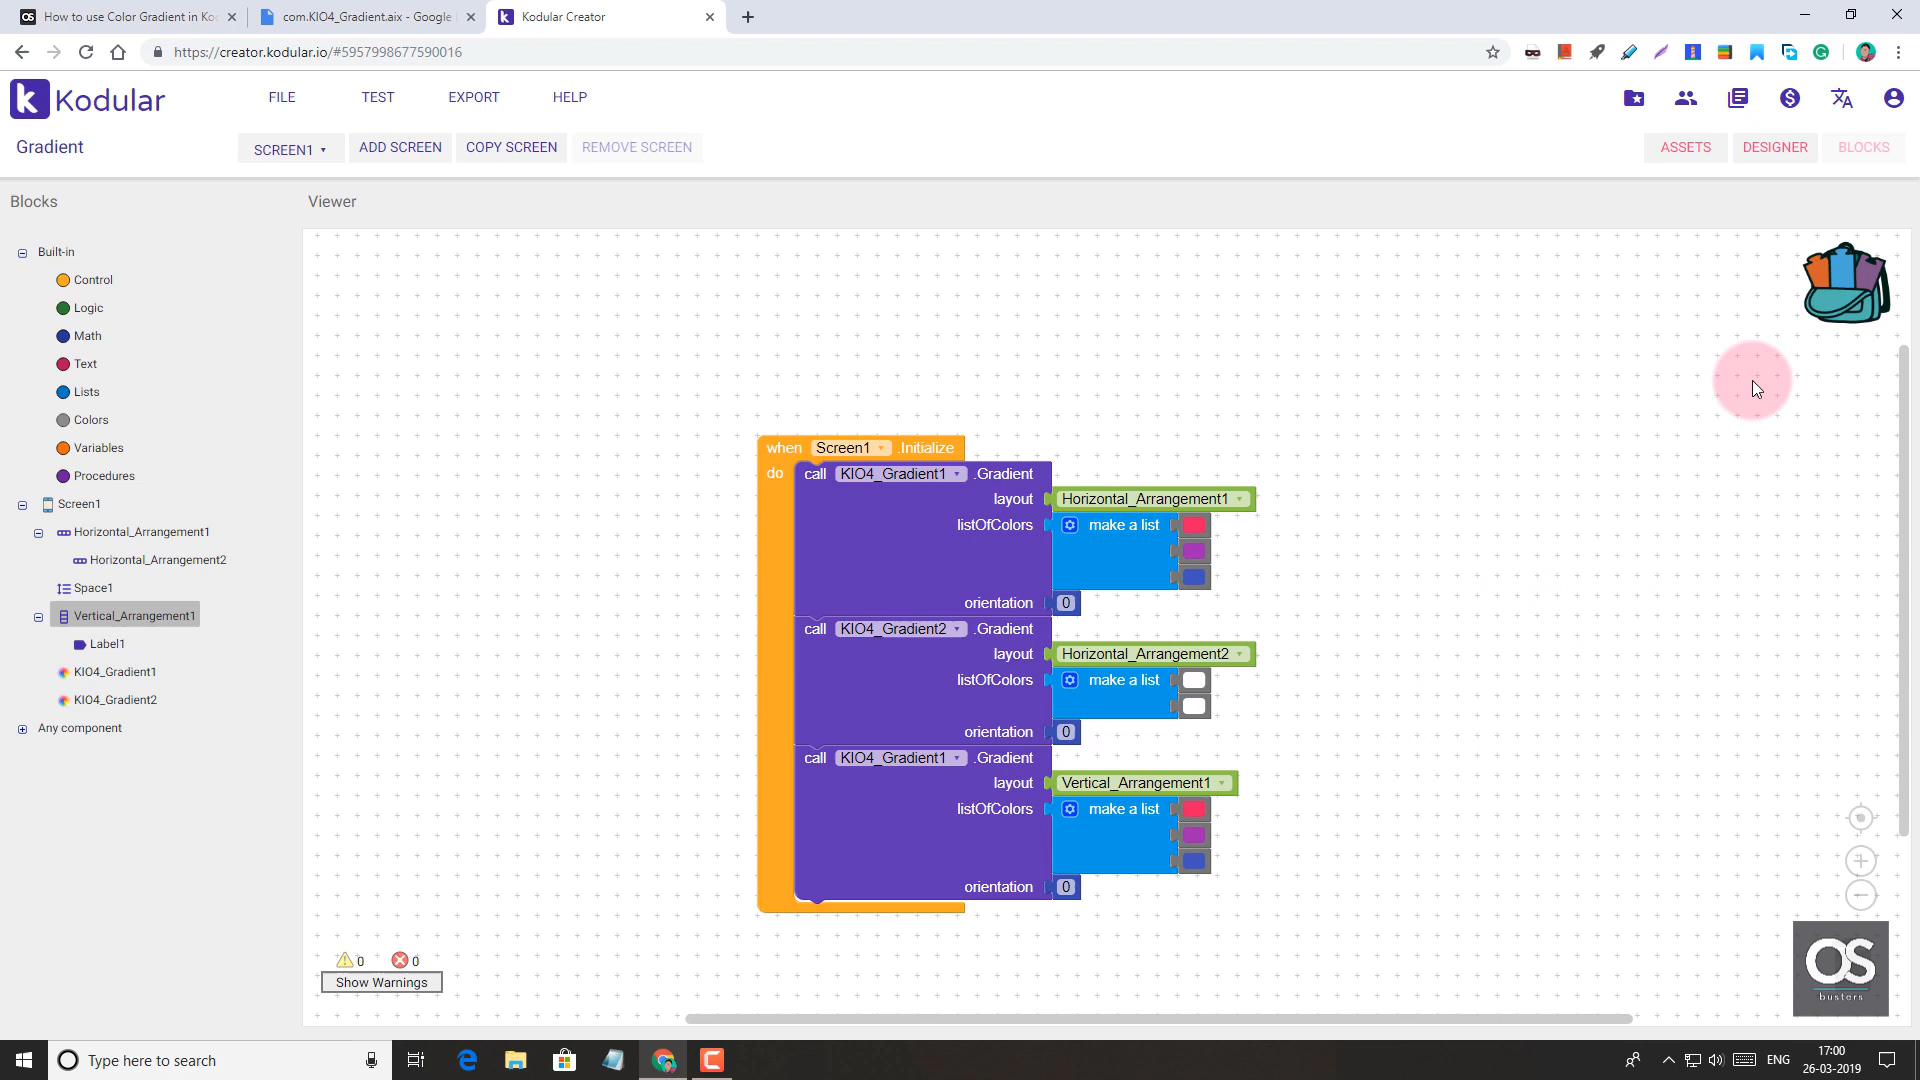 How to use Color Gradient in Ko
com.KIO4_Gradient.aix - Google
Kodular Creator
https://creator.kodular.io/#5957998677590016
Kodular
FILE
TEST
EXPORT
HELP
Gradient
SCREEN1
ADD SCREEN
COPY SCREEN
REMOVE SCREEN
ASSETS
DESIGNER
BLOCKS
Blocks
Viewer
Built-in
Control
Logic
Math
Text
Lists
Colors
Variables
Procedures
Screen1
Horizontal_Arrangement1
Horizontal_Arrangement2
Space1
Vertical_Arrangement1
Label1
KIO4_Gradient1
KIO4_Gradient2
Any component
when Screen1 .Initialize
do call KIO4_Gradient1 .Gradient
layout Horizontal_Arrangement1
listOfColors make a list
orientation 0
call KIO4_Gradient2 .Gradient
layout Horizontal_Arrangement2
listOfColors make a list
orientation 0
call KIO4_Gradient1 .Gradient
layout Vertical_Arrangement1
listOfColors make a list
orientation 0
0 0
Show Warnings
OS
busters
Type here to search
ENG
17:00
26-03-2019